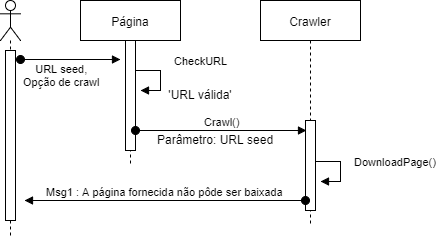 Página
Crawler
CheckURL
URL seed,
Opção de crawl
'URL válida'
Crawl()
Parâmetro: URL seed
DownloadPage()
Msg1 : A página fornecida não pôde ser baixada